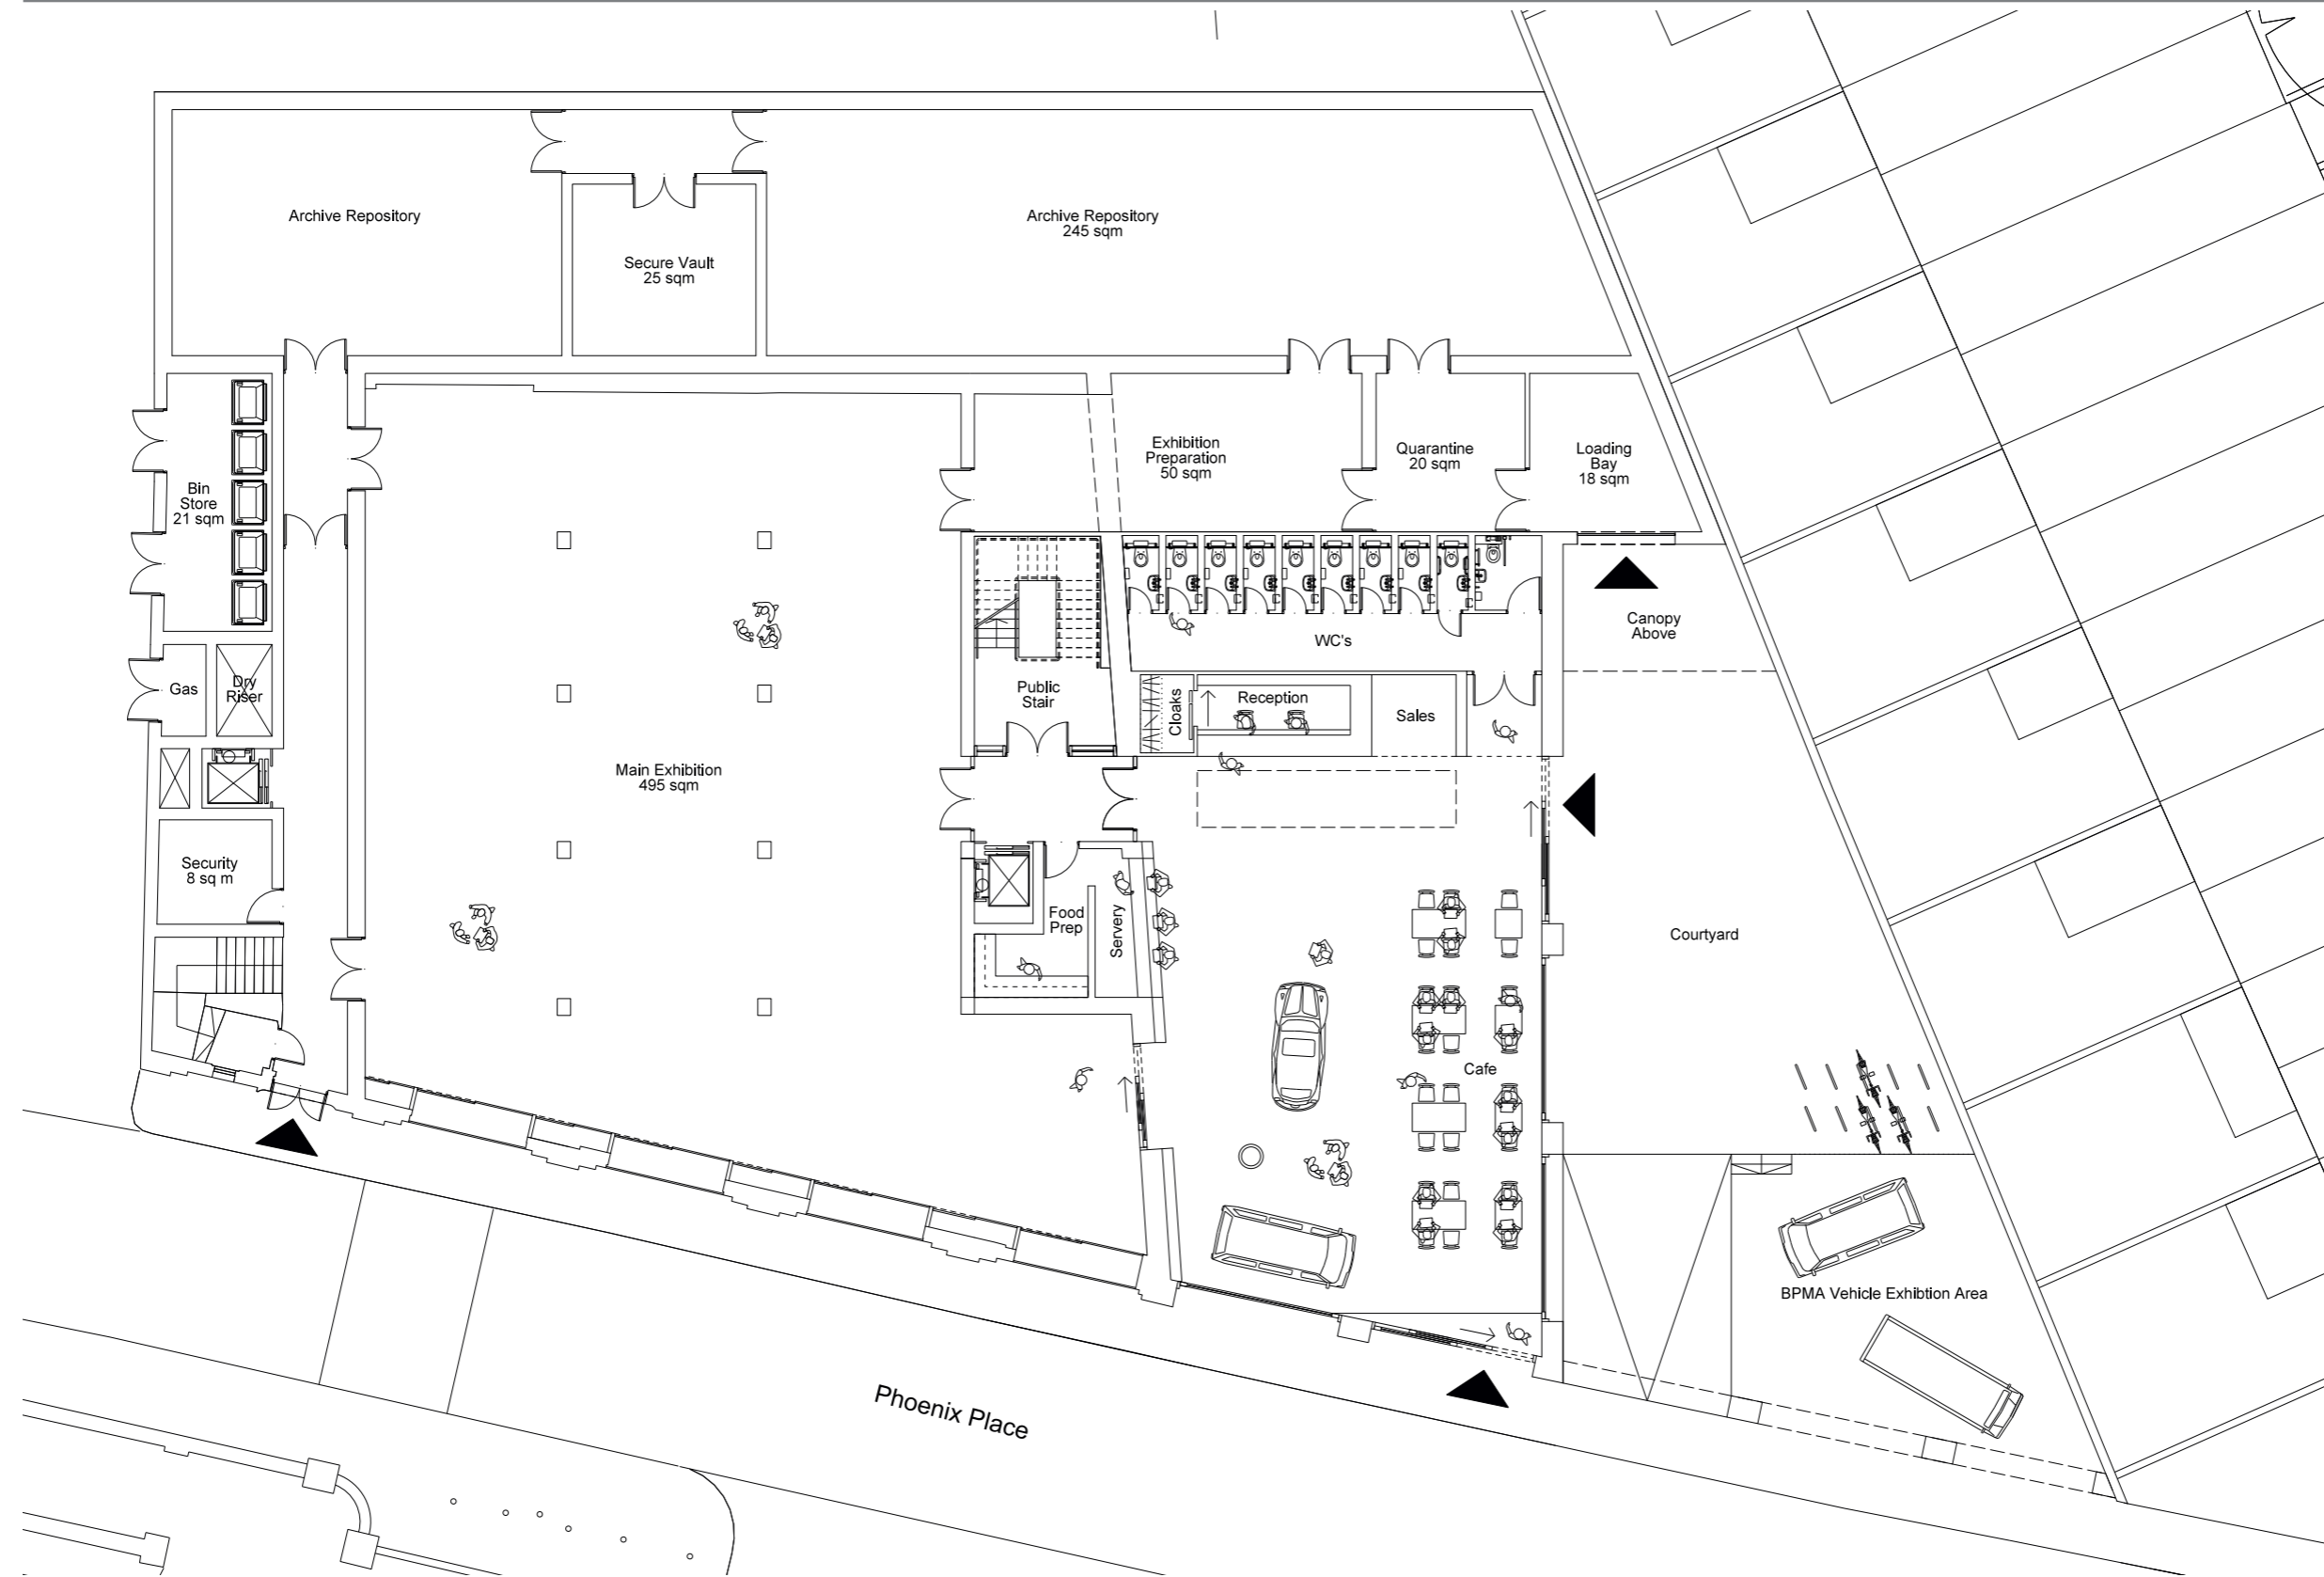 Archive Repository
Archive Repository
245 sqm
Secure Vault
25 sqm
Exhibition
Preparation
50 sqm
Quarantine
20 sqm
Loading
Bay
18 sqm
Bin
Store
21 sqm
Canopy
Above
WC's
Gas
Dry
Riser
Public
Stair
Cloaks
Reception
Sales
Main Exhibition
495 sqm
Security
8 sq m
Food
Prep
Servery
Courtyard
Cafe
BPMA Vehicle Exhibtion Area
Phoenix Place